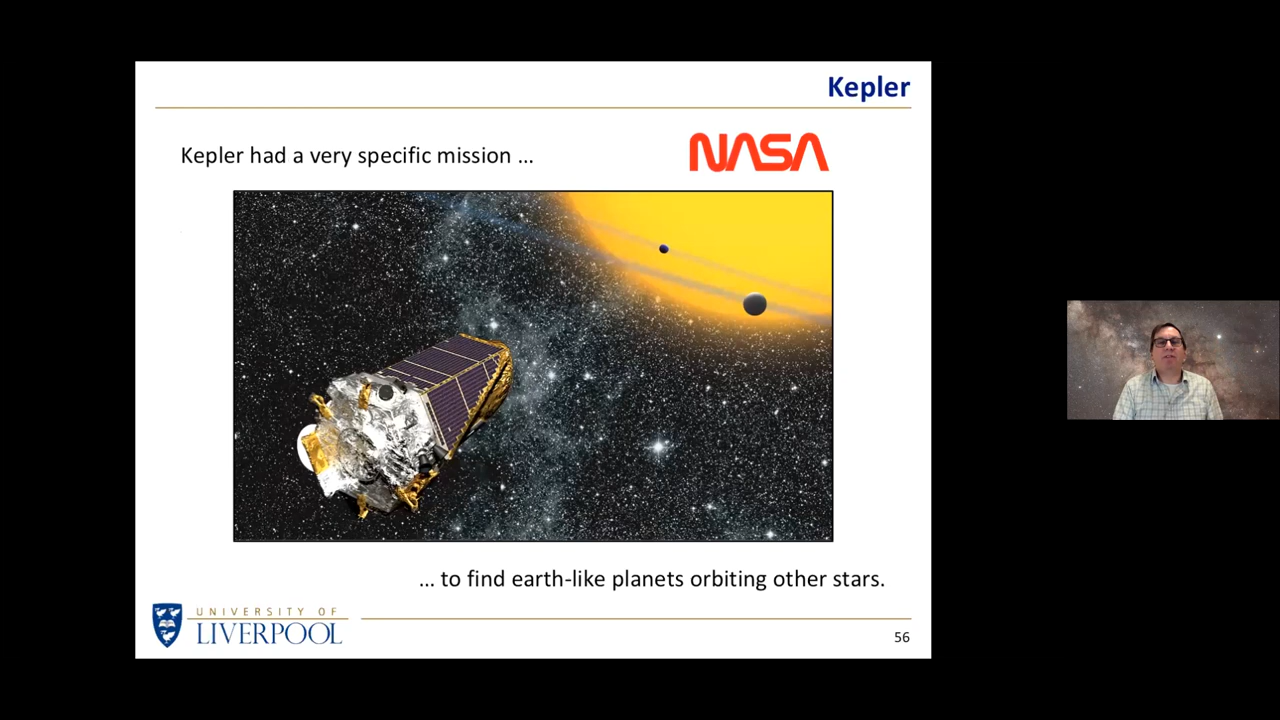 Kepler
Kepler had a very specific mission ...
NASA
... to find earth-like planets orbiting other stars.
UNIVERSITY OF
LIVERPOOL
56